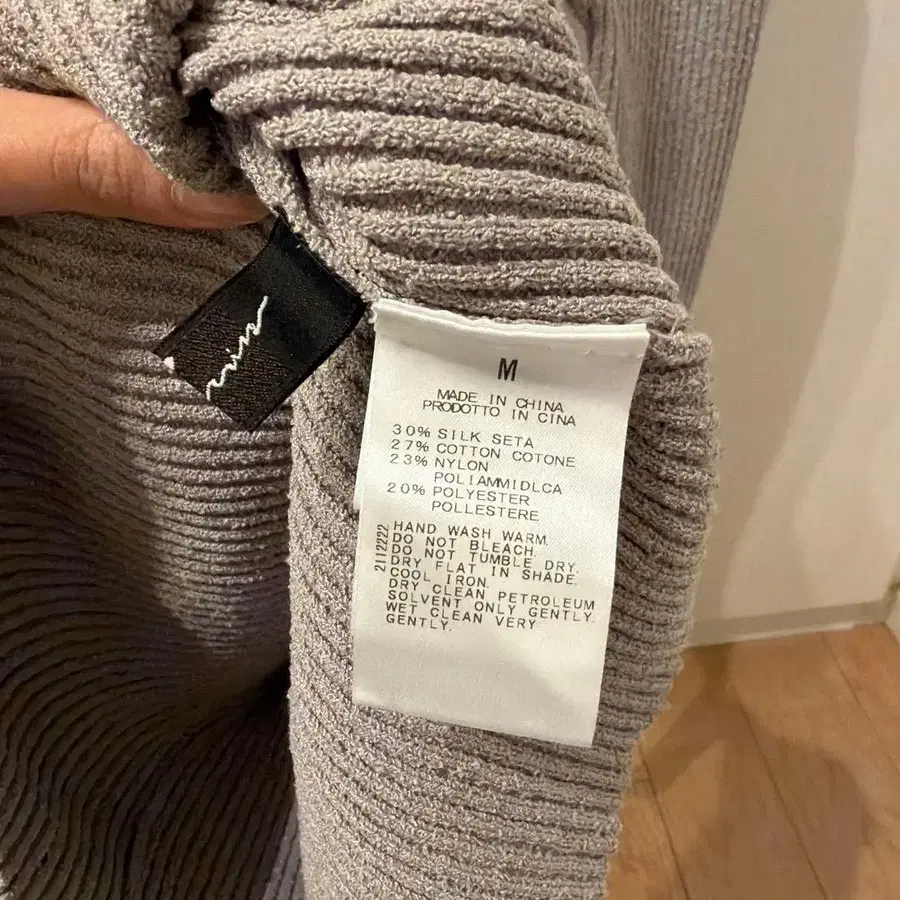 M
MADE IN CHINA
PRODOTTO IN CINA
30% SILK SETA
27% COTTON COTONE
23% NYLON
POLIAMMIDLCA
20% POLYESTER
POLLESTERE
2112222
HAND WASH WARM.
DO NOT BLEACH.
DO NOT TUMBLE DRY.
DRY FLAT IN SHADE.
COOL IRON.
DRY CLEAN PETROLEUM
SOLVENT ONLY GENTLY.
WET CLEAN VERY
GENTLY.